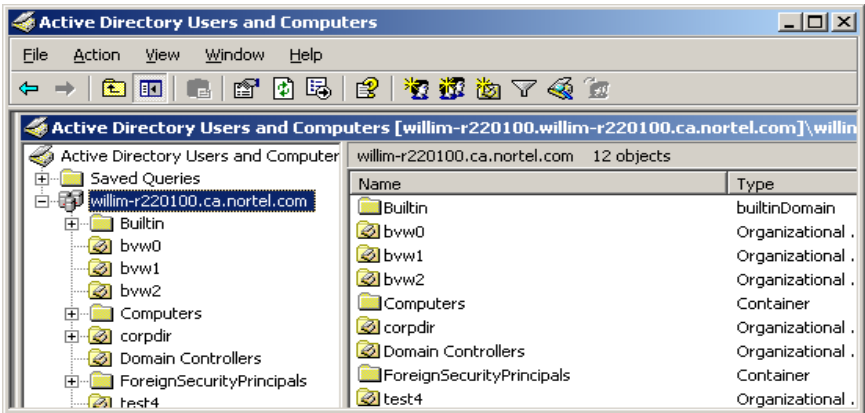 Active Directory Users and Computers
File Action View Window Help
Active Directory Users and Computers [willim-r220100.willim-r220100.ca.nortel.com]\willin
Active Directory Users and Computer
Saved Queries
willim-r220100.ca.nortel.com
Builtin
bvw0
bvw1
bvw2
Computers
corpdir
Domain Controllers
ForeignSecurityPrincipals
test4
willim-r220100.ca.nortel.com 12 objects
Name Type
Builtin builtinDomain
bvw0 Organizational .
bvw1 Organizational .
bvw2 Organizational .
Computers Container
corpdir Organizational .
Domain Controllers Organizational .
ForeignSecurityPrincipals Container
test4 Organizational .